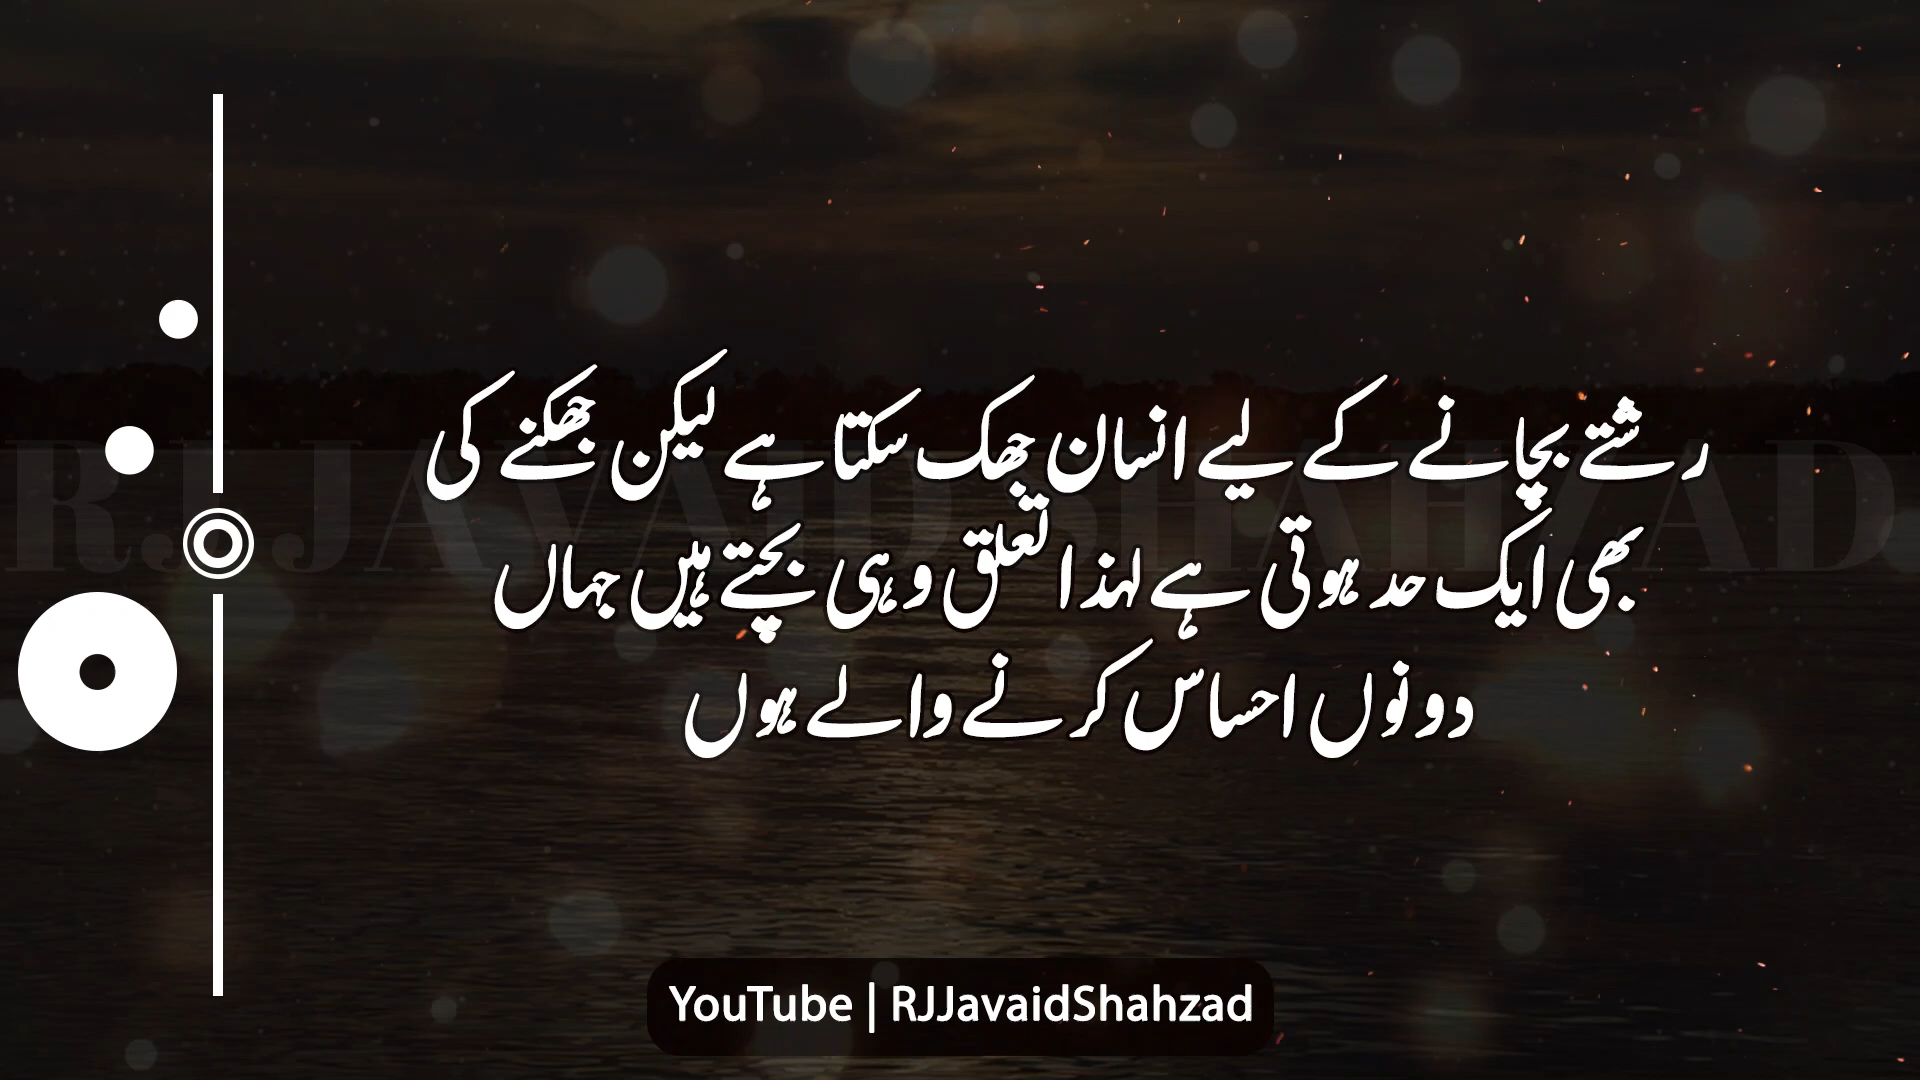 رشتے بچانے کے لیے انسان جھک سکتا ہے لیکن جھکنے کی
بھی ایک حد ہوتی ہے لہذا تعلق وہی بچتے ہیں جہاں
دونوں احساس کرنے والے ہوں
RJJAVAIDSHAHZAD
YouTube | RJJavaidShahzad